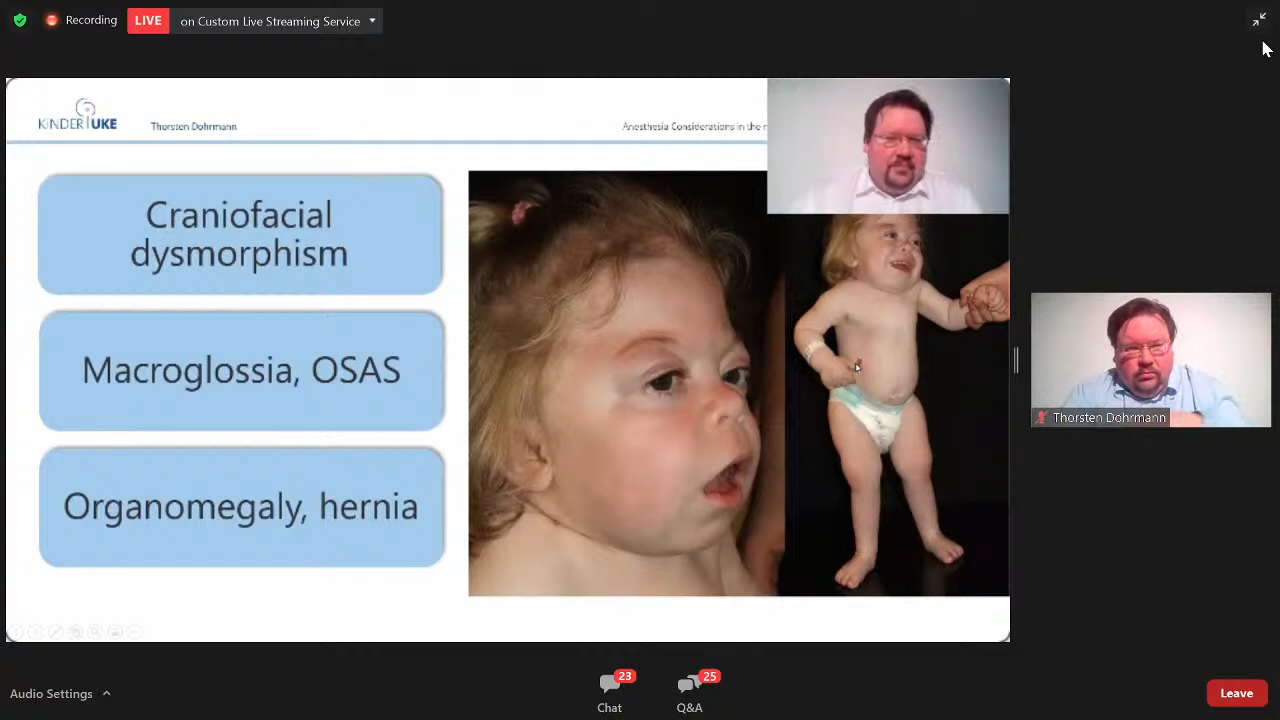 Recording
LIVE
on Custom Live Streaming Service
KINDER UKE
Thorsten Dohrmann
Anesthesia Considerations in the
Craniofacial
dysmorphism
Macroglossia, OSAS
Organomegaly, hernia
Thorsten Dohrmann
Audio Settings
23
Chat
25
Q&A
Leave